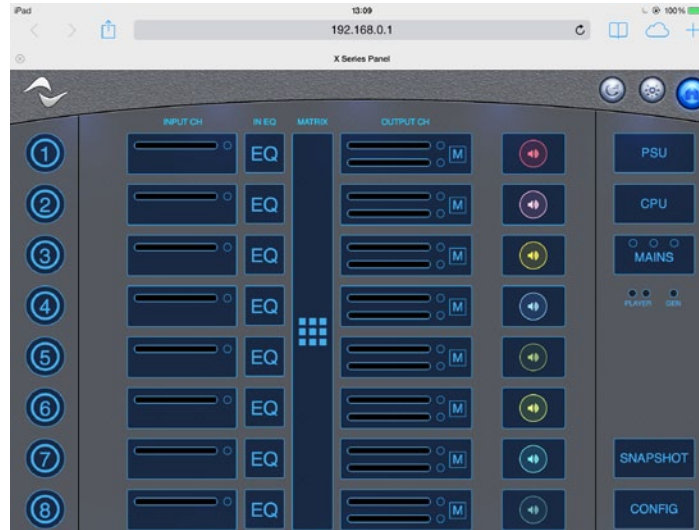 iPad 13:09 100%
192.168.0.1
X Series Panel
INPUT CH IN EQ MATRIX OUTPUT CH
1 EQ M PSU
2 EQ M CPU
3 EQ M MAINS
4 EQ M PLAYER GEN
5 EQ M
6 EQ M
7 EQ M SNAPSHOT
8 EQ M CONFIG